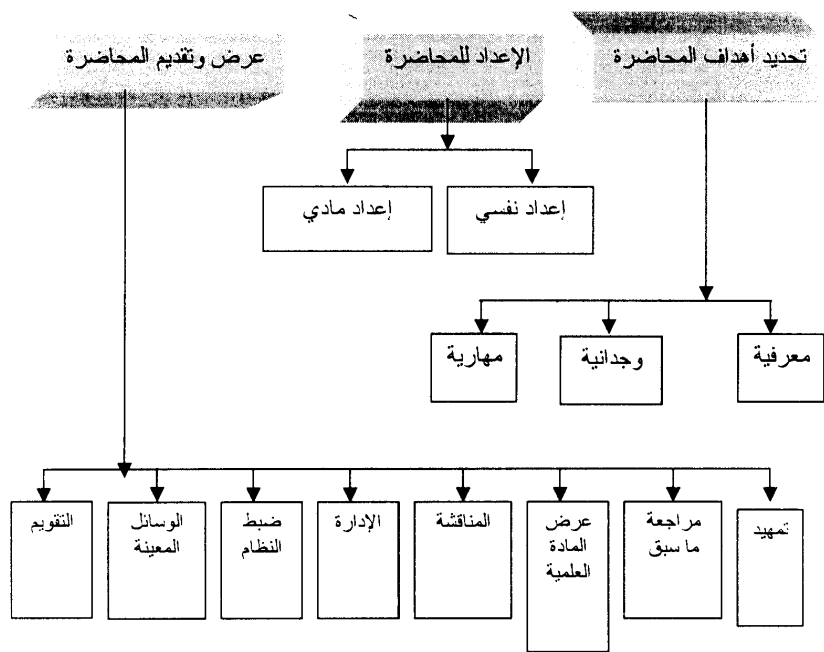 تحديد أهداف المحاضرة
الإعداد للمحاضرة
عرض وتقديم المحاضرة
إعداد نفسي
إعداد مادي
معرفية
وجدانية
مهارية
تمهيد
مراجعة
ما سبق
عرض
المادة
العلمية
المناقشة
الإدارة
ضبط
النظام
الوسائل
المعينة
التقويم